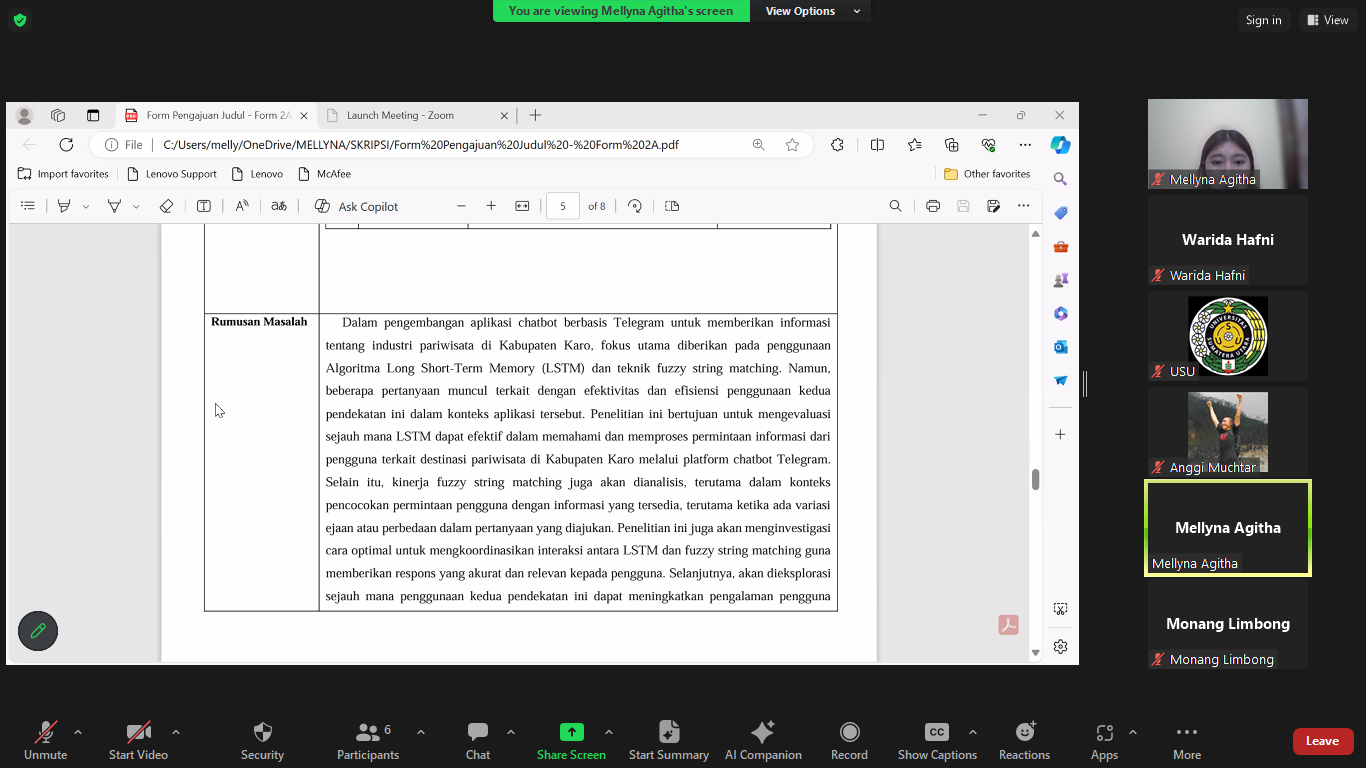 You are viewing Mellyna Agitha's screen
View Options
Sign in
View
Form Pengajuan Judul - Form 2A
Launch Meeting - Zoom
File
C:/Users/melly/OneDrive/MELLYNA/SKRIPSI/Form%20Pengajuan%20Judul%20-%20Form%202A.pdf
Import favorites
Lenovo Support
Lenovo
McAfee
Other favorites
Ask Copilot
5
of 8
Rumusan Masalah
Dalam pengembangan aplikasi chatbot berbasis Telegram untuk memberikan informasi
tentang industri pariwisata di Kabupaten Karo, fokus utama diberikan pada penggunaan
Algoritma Long Short-Term Memory (LSTM) dan teknik fuzzy string matching. Namun,
beberapa pertanyaan muncul terkait dengan efektivitas dan efisiensi penggunaan kedua
pendekatan ini dalam konteks aplikasi tersebut. Penelitian ini bertujuan untuk mengevaluasi
sejauh mana LSTM dapat efektif dalam memahami dan memproses permintaan informasi dari
pengguna terkait destinasi pariwisata di Kabupaten Karo melalui platform chatbot Telegram.
Selain itu, kinerja fuzzy string matching juga akan dianalisis, terutama dalam konteks
pencocokan permintaan pengguna dengan informasi yang tersedia, terutama ketika ada variasi
ejaan atau perbedaan dalam pertanyaan yang diajukan. Penelitian ini juga akan menginvestigasi
cara optimal untuk mengkoordinasikan interaksi antara LSTM dan fuzzy string matching guna
memberikan respons yang akurat dan relevan kepada pengguna. Selanjutnya, akan dieksplorasi
sejauh mana penggunaan kedua pendekatan ini dapat meningkatkan pengalaman pengguna
Mellyna Agitha
Warida Hafni
Warida Hafni
UNIVERSITAS
SUMATERA UTARA
USU
Anggi Muchtar
Mellyna Agitha
Mellyna Agitha
Monang Limbong
Monang Limbong
Unmute
Start Video
Security
Participants
6
Chat
Share Screen
Start Summary
AI Companion
Record
CC
Show Captions
Reactions
Apps
More
Leave